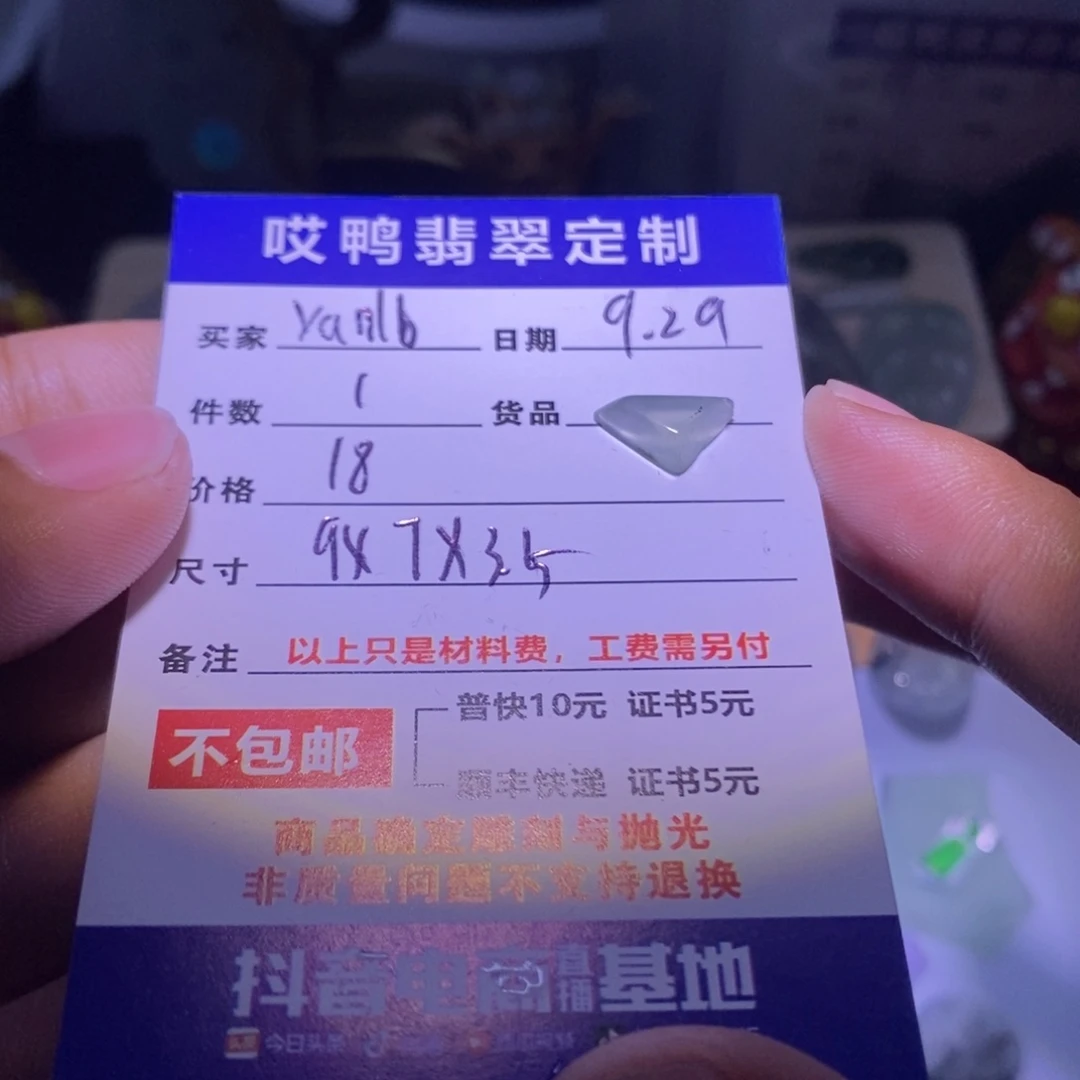 哎鸭翡翠定制
买家 yanlb 日期 9.29
件数 1 货品
价格 18
尺寸 9X7X35
备注 以上只是材料费，工费需另付
不包邮
普快10元 证书5元
顺丰快递 证书5元
商品确定雕刻与抛光
非质量问题不支持退换
抖音电商直播基地
今日头条